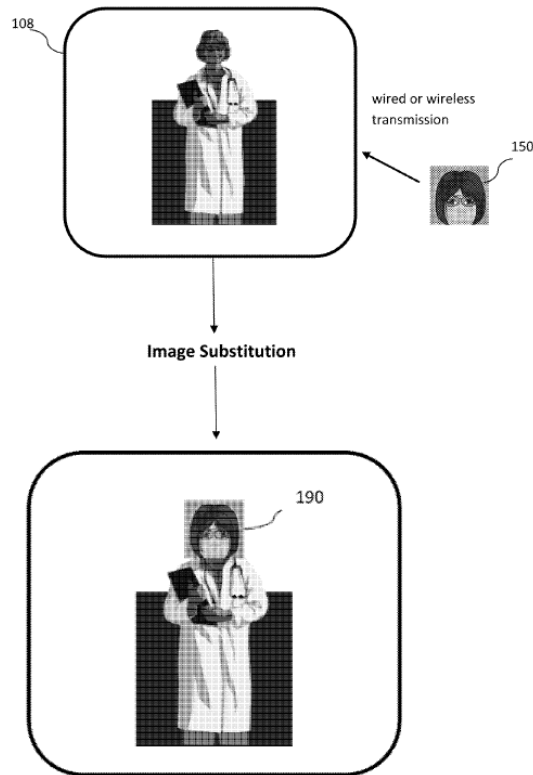 108
wired or wireless
transmission
150
Image Substitution
190